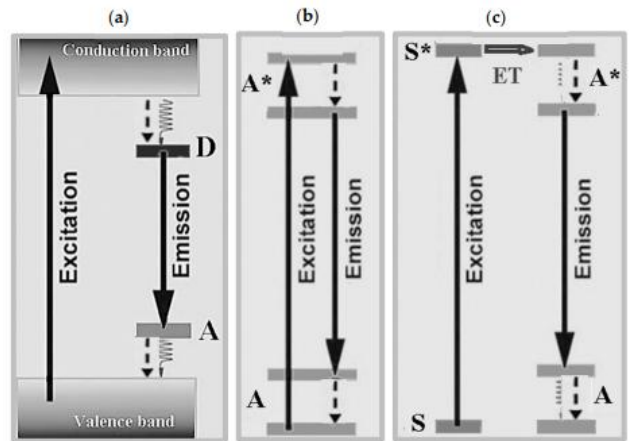 (a)
Conduction band
D
Excitation
Emission
A
Valence band
(b)
A*
Excitation
Emission
A
(c)
S*
ET
A*
Excitation
Emission
A
S